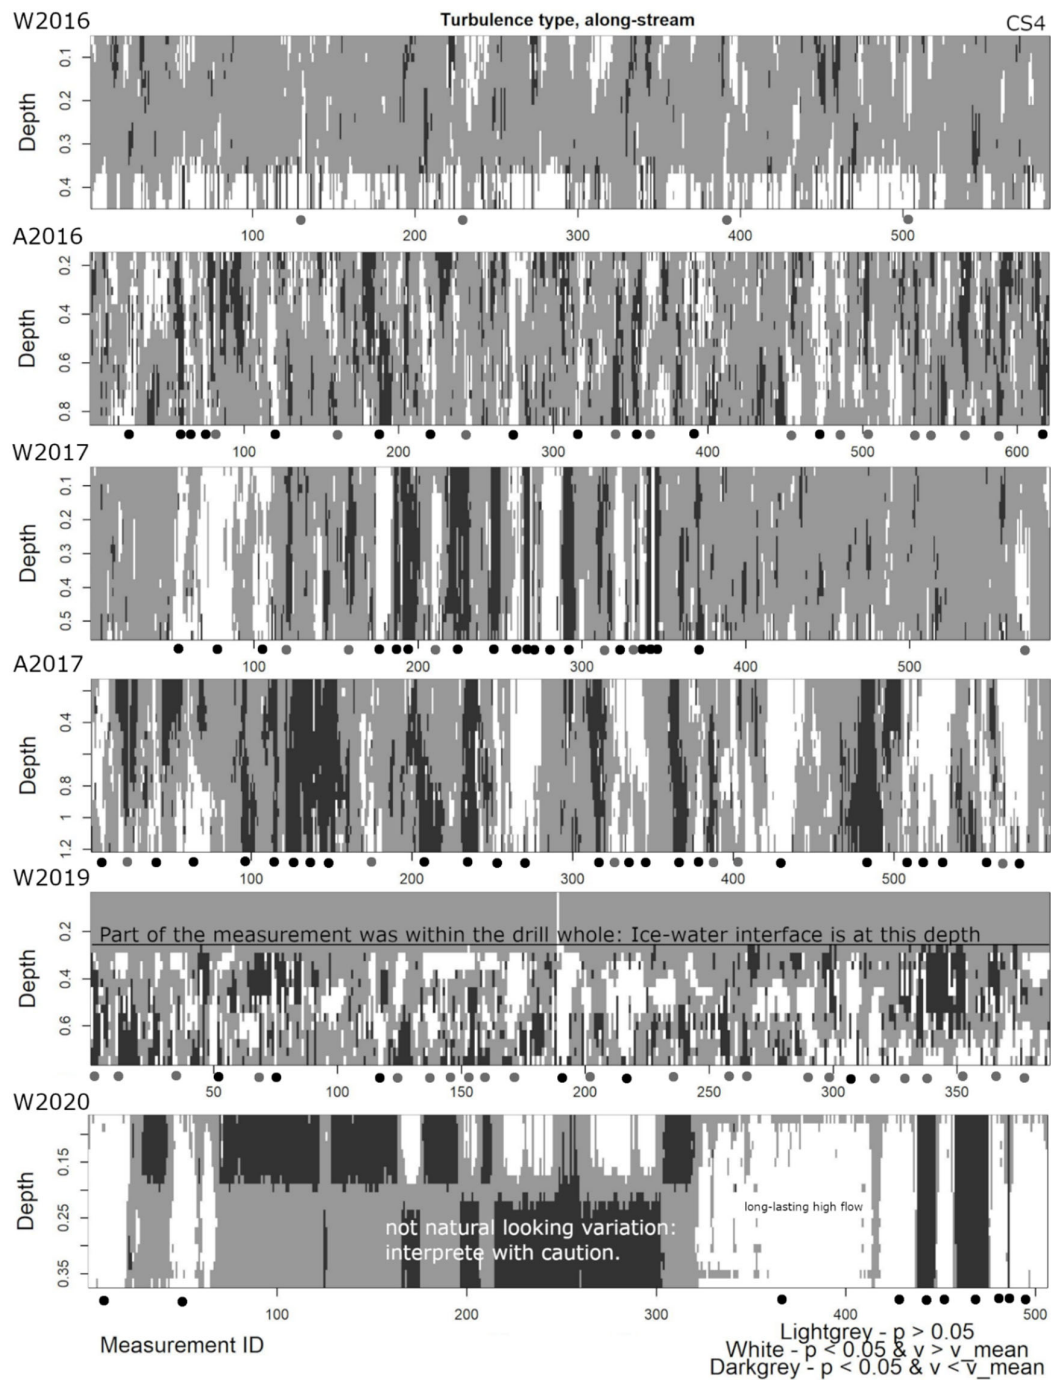 W2016 Turbulence type, along-stream CS4
Depth
0.1
0.2
0.3
0.4
100 200 300 400 500
A2016
Depth
0.2
0.4
0.6
0.8
100 200 300 400 500 600
W2017
Depth
0.1
0.2
0.3
0.4
0.5
100 200 300 400 500
A2017
Depth
0.4
0.8
1
1.2
100 200 300 400 500
W2019
Depth
0.2
0.4
0.6
Part of the measurement was within the drill whole: Ice-water interface is at this depth
50 100 150 200 250 300 350
W2020
Depth
0.15
0.25
0.35
long-lasting high flow
not natural looking variation:
interprete with caution.
100 200 300 400 500
Measurement ID
Lightgrey - p > 0.05
White - p < 0.05 & v > v_mean
Darkgrey - p < 0.05 & v < v_mean